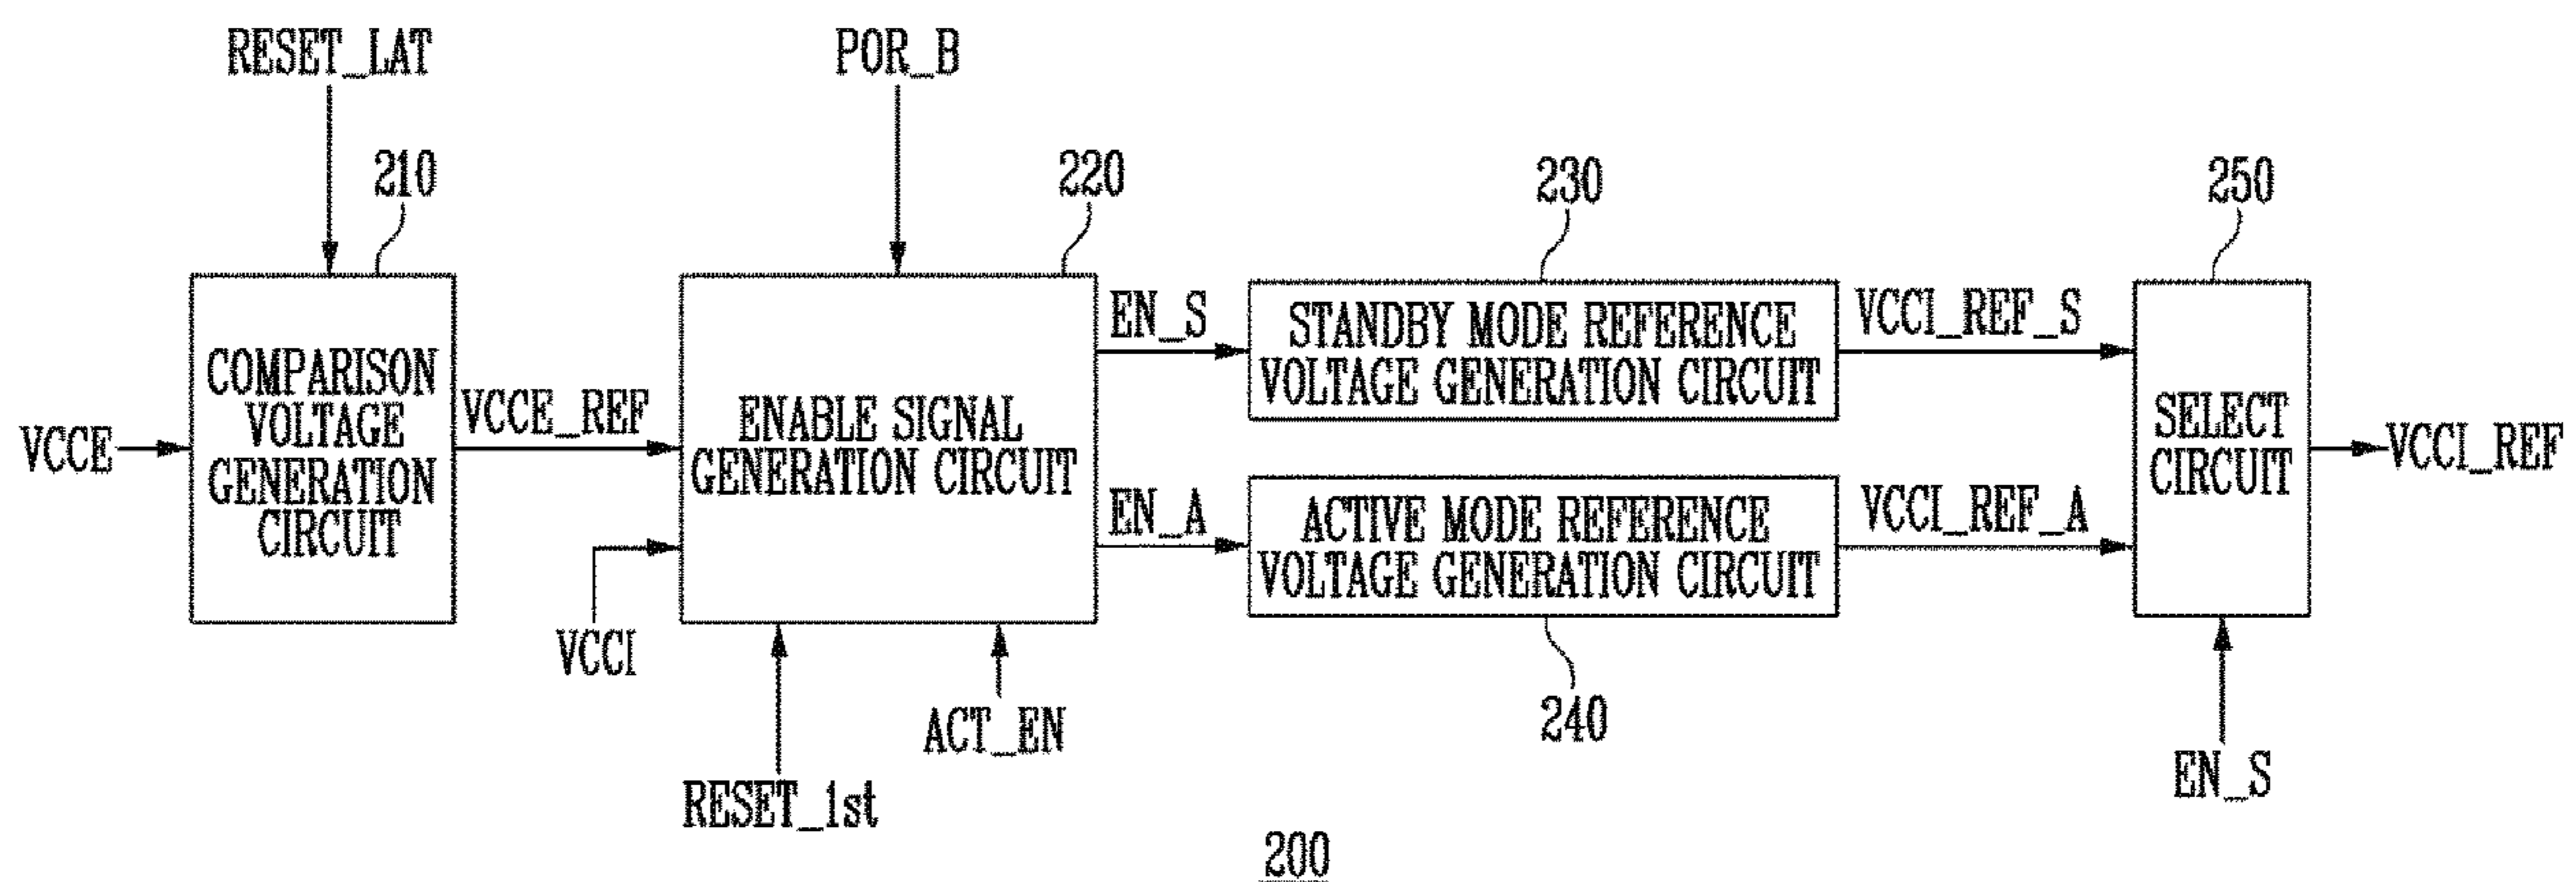 RESET_LAT
POR_B
210
220
230
250
VCCE
COMPARISON
VOLTAGE
GENERATION
CIRCUIT
VCCE_REF
VCCI
ENABLE SIGNAL
GENERATION CIRCUIT
RESET_1st
ACT_EN
EN_S
EN_A
STANDBY MODE REFERENCE
VOLTAGE GENERATION CIRCUIT
ACTIVE MODE REFERENCE
VOLTAGE GENERATION CIRCUIT
240
VCCI_REF_S
VCCI_REF_A
SELECT
CIRCUIT
VCCI_REF
EN_S
200